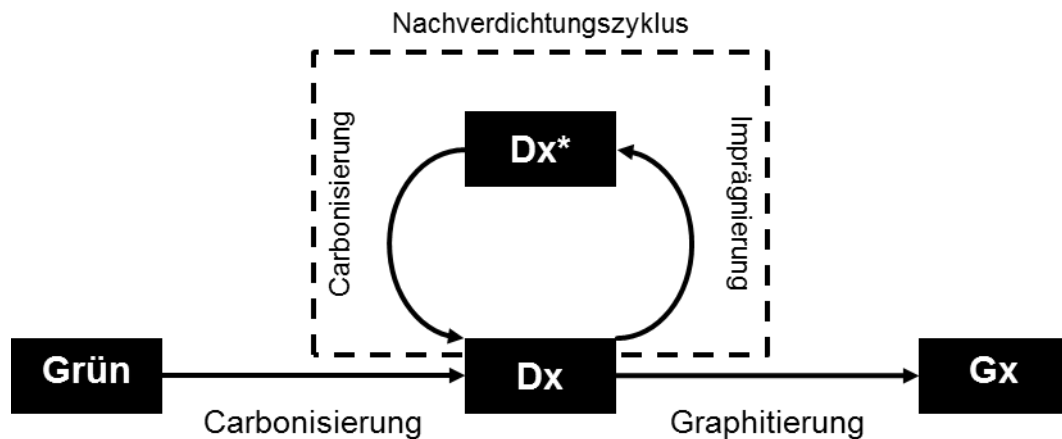 Nachverdichtungszyklus
Carbonisierung
Dx*
Imprägnierung
Grün
Dx
Gx
Carbonisierung
Graphitierung